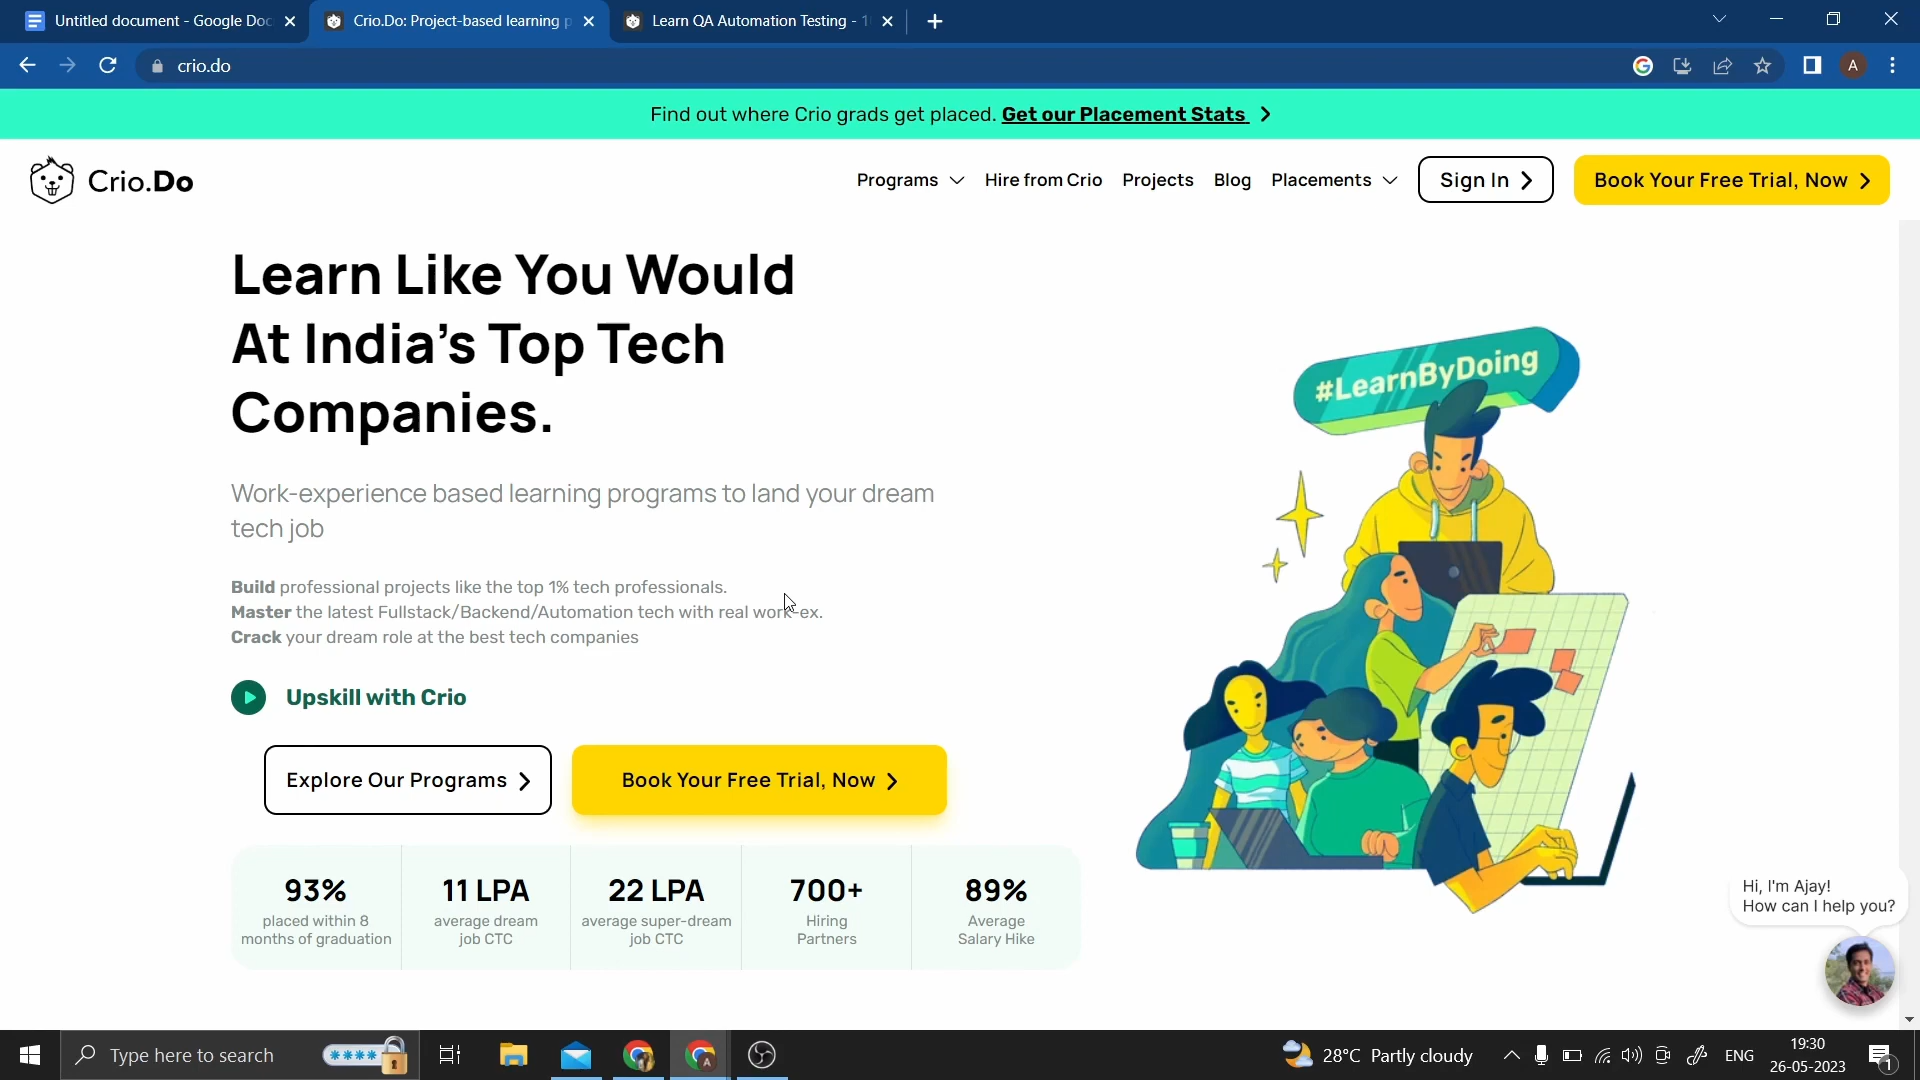 Untitled document - Google Doc
Crio.Do: Project-based learning p
Learn QA Automation Testing - 1
crio.do
A
Find out where Crio grads get placed. Get our Placement Stats
Crio.Do
Programs
Hire from Crio
Projects
Blog
Placements
Sign In
Book Your Free Trial, Now
Learn Like You Would
At India's Top Tech
Companies.
#LearnByDoing
Work-experience based learning programs to land your dream
tech job
Build professional projects like the top 1% tech professionals.
Master the latest Fullstack/Backend/Automation tech with real work-ex.
Crack your dream role at the best tech companies
Upskill with Crio
Explore Our Programs
Book Your Free Trial, Now
93%
placed within 8
months of graduation
11 LPA
average dream
job CTC
22 LPA
average super-dream
job CTC
700+
Hiring
Partners
89%
Average
Salary Hike
Hi, I'm Ajay!
How can I help you?
Type here to search
****
28°C Partly cloudy
ENG
19:30
26-05-2023
1